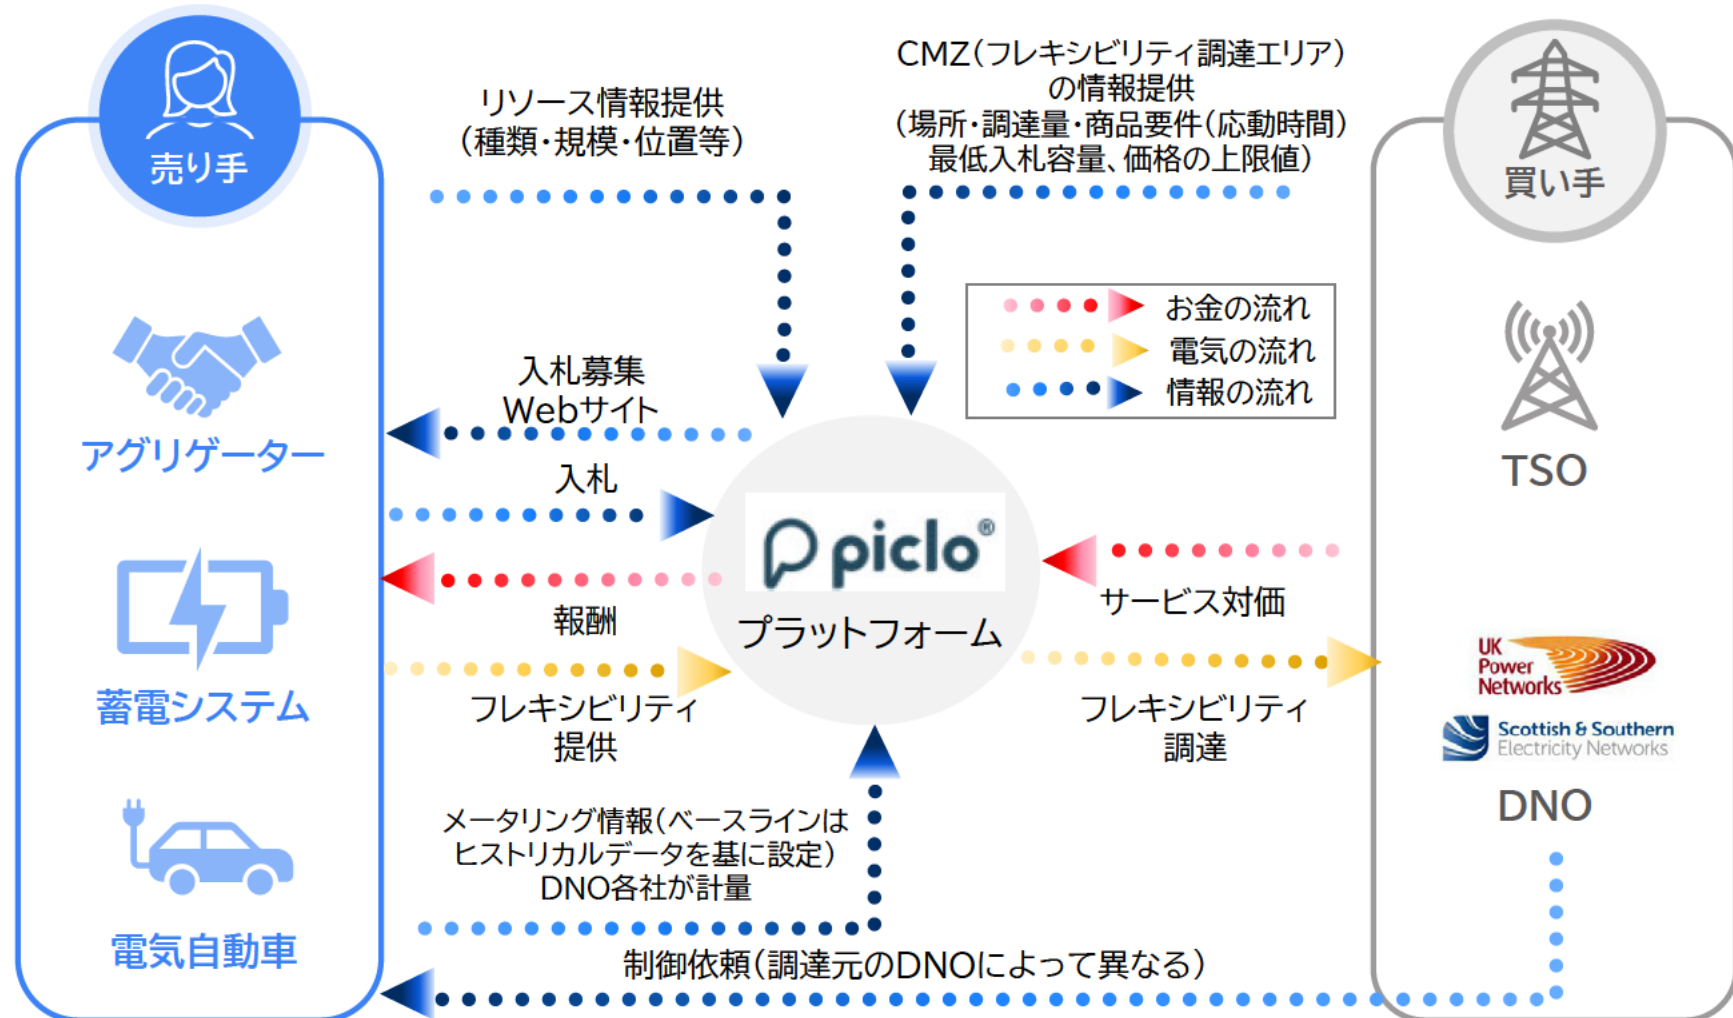 売り手
アグリゲーター
蓄電システム
電気自動車
リソース情報提供
(種類・規模・位置等)
CMZ(フレキシビリティ調達エリア)
の情報提供
(場所・調達量・商品要件(応動時間)
最低入札容量、価格の上限値)
買い手
お金の流れ
電気の流れ
情報の流れ
入札募集
Webサイト
入札
報酬
フレキシビリティ
提供
piclo®
プラットフォーム
サービス対価
フレキシビリティ
調達
TSO
UK
Power
Networks
Scottish & Southern
Electricity Networks
DNO
メータリング情報(ベースラインは
ヒストリカルデータを基に設定)
DNO各社が計量
制御依頼(調達元のDNOによって異なる)